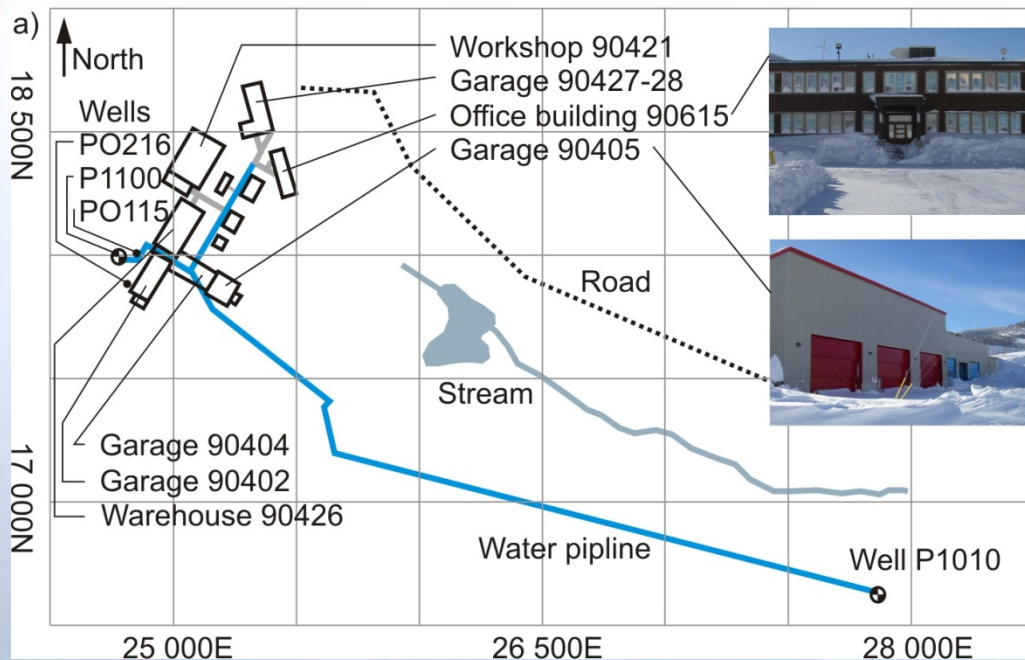 a)
North
Wells
PO216
P1100
PO115
Workshop 90421
Garage 90427-28
Office building 90615
Garage 90405
Road
Stream
Garage 90404
Garage 90402
Warehouse 90426
Water pipline
Well P1010
18 500N
17 000N
25 000E
26 500E
28 000E